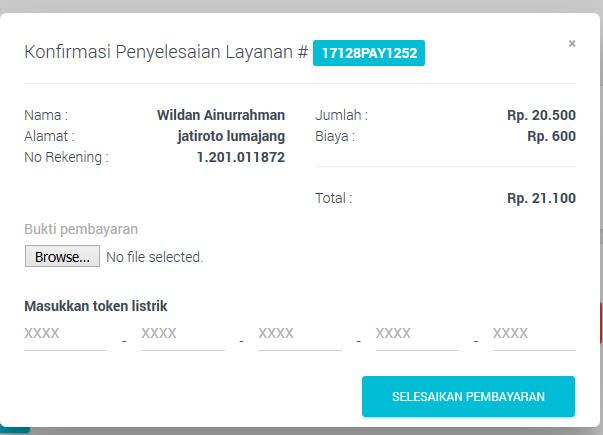 Konfirmasi Penyelesaian Layanan # 17128PAY1252 ×
Nama : Wildan Ainurrahman
Alamat : jatiroto lumajang
No Rekening : 1.201.011872
Jumlah : Rp. 20.500
Biaya : Rp. 600
Total : Rp. 21.100
Bukti pembayaran
Browse... No file selected.
Masukkan token listrik
XXXX - XXXX - XXXX - XXXX - XXXX
SELESAIKAN PEMBAYARAN